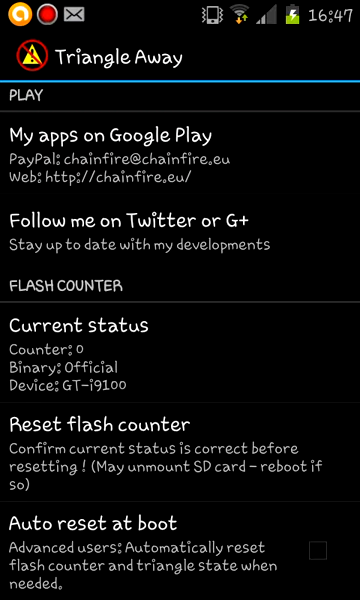 16:47
Triangle Away
PLAY
My apps on Google Play
PayPal: chainfire@chainfire.eu
Web: http://chainfire.eu/
Follow me on Twitter or G+
Stay up to date with my developments
FLASH COUNTER
Current status
Counter: 0
Binary: Official
Device: GT-i9100
Reset flash counter
Confirm current status is correct before
resetting ! (May unmount SD card - reboot if
so)
Auto reset at boot
Advanced users: Automatically reset
flash counter and triangle state when
needed.